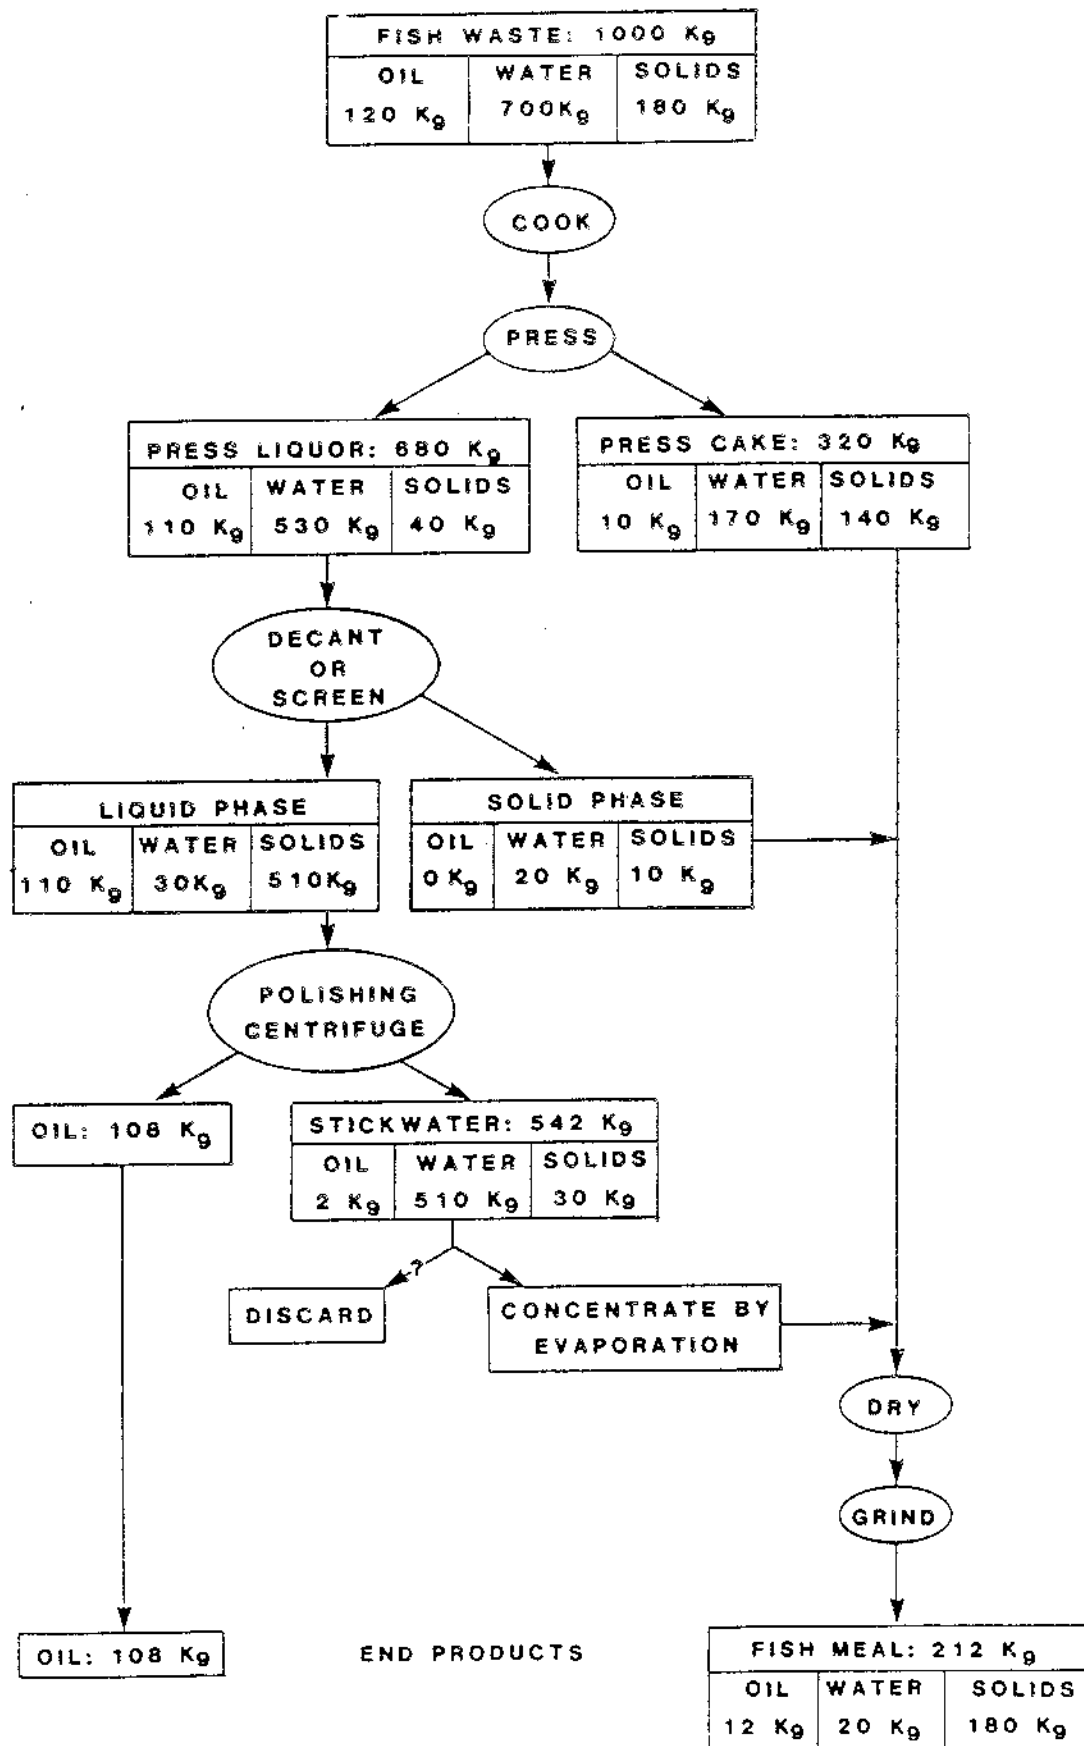 FISH WASTE: 1000 Kg
OIL WATER SOLIDS
120 Kg 700Kg 180 Kg
COOK
PRESS
PRESS LIQUOR: 680 Kg
OIL WATER SOLIDS
110 Kg 530 Kg 40 Kg
PRESS CAKE: 320 Kg
OIL WATER SOLIDS
10 Kg 170 Kg 140 Kg
DECANT
OR
SCREEN
LIQUID PHASE
OIL WATER SOLIDS
110 Kg 30Kg 510Kg
SOLID PHASE
OIL WATER SOLIDS
0 Kg 20 Kg 10 Kg
POLISHING
CENTRIFUGE
OIL: 108 Kg
STICKWATER: 542 Kg
OIL WATER SOLIDS
2 Kg 510 Kg 30 Kg
?
DISCARD
CONCENTRATE BY
EVAPORATION
DRY
GRIND
OIL: 108 Kg
END PRODUCTS
FISH MEAL: 212 Kg
OIL WATER SOLIDS
12 Kg 20 Kg 180 Kg